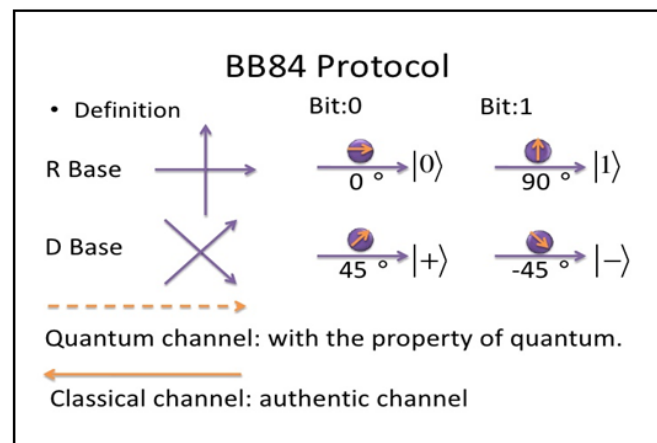 BB84 Protocol
• Definition Bit:0 Bit:1
R Base 0 ° |0⟩ 90 ° |1⟩
D Base 45 ° |+⟩ -45 ° |−⟩
Quantum channel: with the property of quantum.
Classical channel: authentic channel